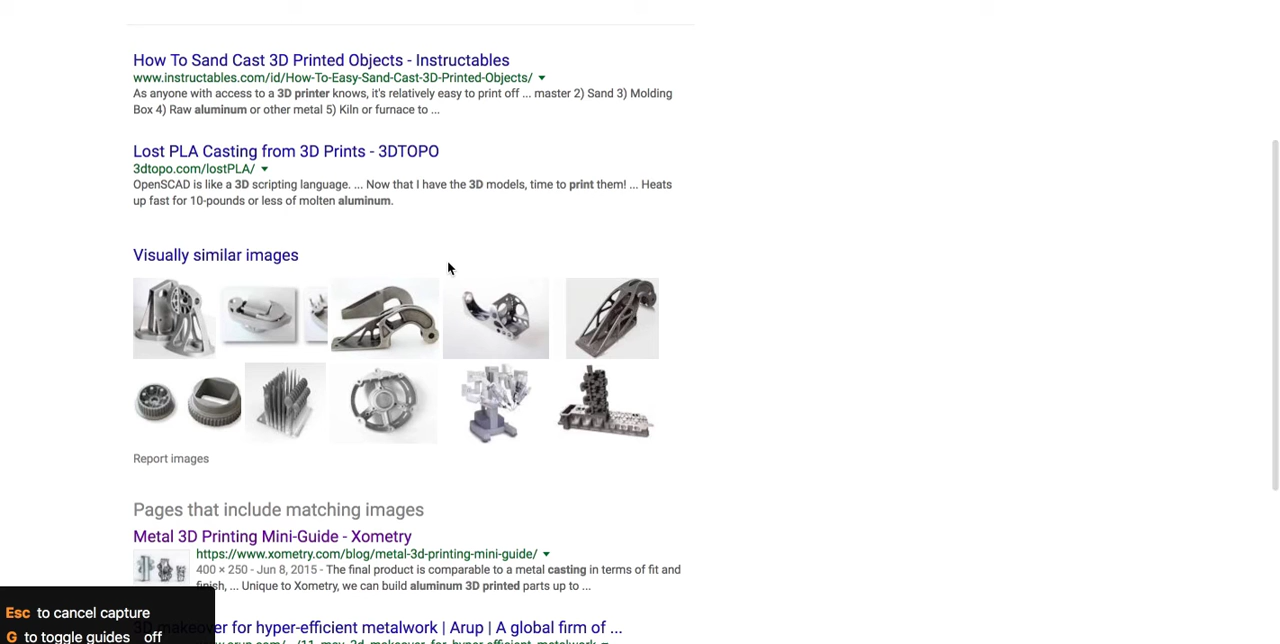 How To Sand Cast 3D Printed Objects - Instructables
www.instructables.com/id/How-To-Easy-Sand-Cast-3D-Printed-Objects/
As anyone with access to a 3D printer knows, it's relatively easy to print off ... master 2) Sand 3) Molding
Box 4) Raw aluminum or other metal 5) Kiln or furnace to ...
Lost PLA Casting from 3D Prints - 3DTOPO
3dtopo.com/lostPLA/
OpenSCAD is like a 3D scripting language. ... Now that I have the 3D models, time to print them! ... Heats
up fast for 10-pounds or less of molten aluminum.
Visually similar images
Report images
Pages that include matching images
Metal 3D Printing Mini-Guide - Xometry
https://www.xometry.com/blog/metal-3d-printing-mini-guide/
400 × 250 - Jun 8, 2015 - The final product is comparable to a metal casting in terms of fit and
finish, ... Unique to Xometry, we can build aluminum 3D printed parts up to ...
Esc to cancel capture
3D makeover for hyper-efficient metalwork | Arup | A global firm of ...
G to toggle guides off